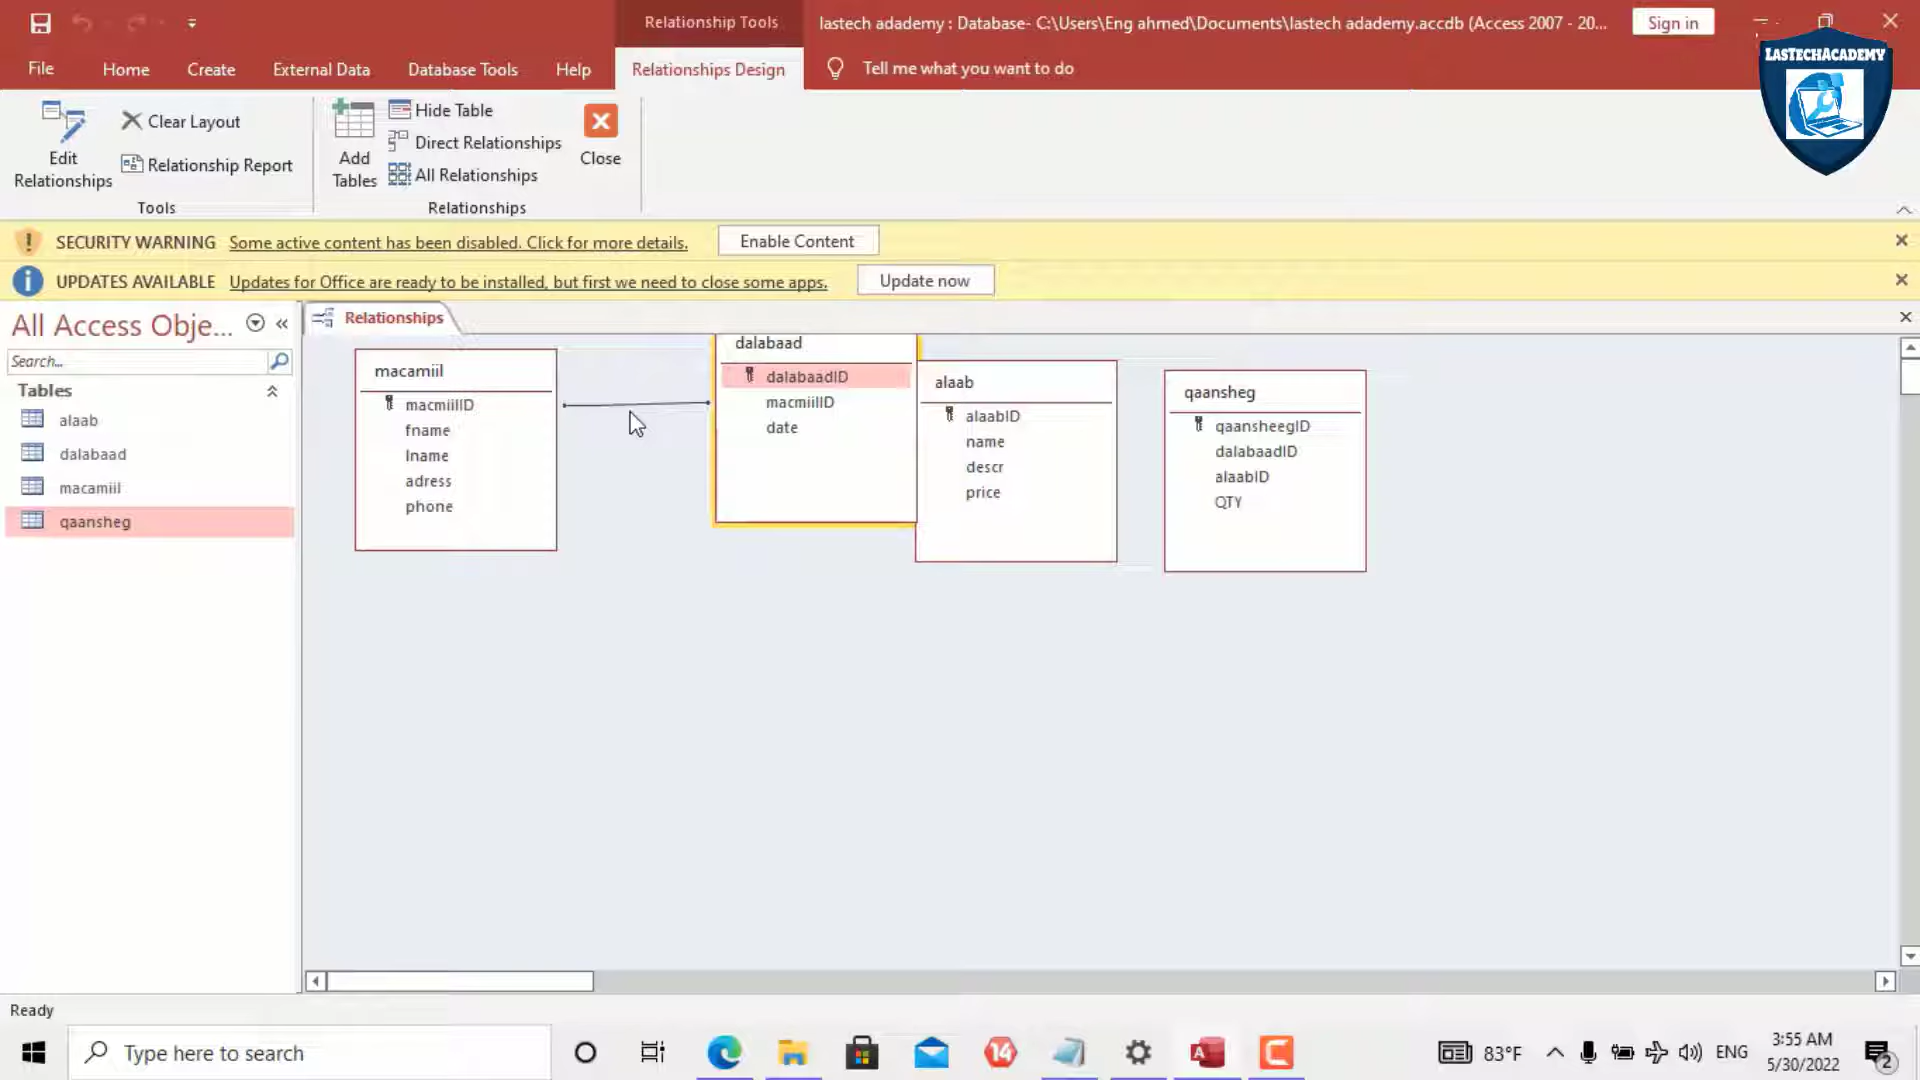 Relationship Tools
lastech adademy : Database- C:\Users\Eng ahmed\Documents\lastech adademy.accdb (Access 2007 - 20...
Sign in
File
Home
Create
External Data
Database Tools
Help
Relationships Design
Tell me what you want to do
LASTECHACADEMY
Edit
Relationships
Clear Layout
Relationship Report
Tools
Add
Tables
Hide Table
Direct Relationships
All Relationships
Close
Relationships
SECURITY WARNING Some active content has been disabled. Click for more details. Enable Content
UPDATES AVAILABLE Updates for Office are ready to be installed, but first we need to close some apps. Update now
All Access Obje...
Search...
Tables
alaab
dalabaad
macamiil
qaansheg
Relationships
macamiil
macmiilID
fname
lname
adress
phone
dalabaad
dalabaadID
macmiilID
date
alaab
alaabID
name
descr
price
qaansheg
qaansheegID
dalabaadID
alaabID
QTY
Ready
Type here to search
14
A
83°F
ENG
3:55 AM
5/30/2022
2